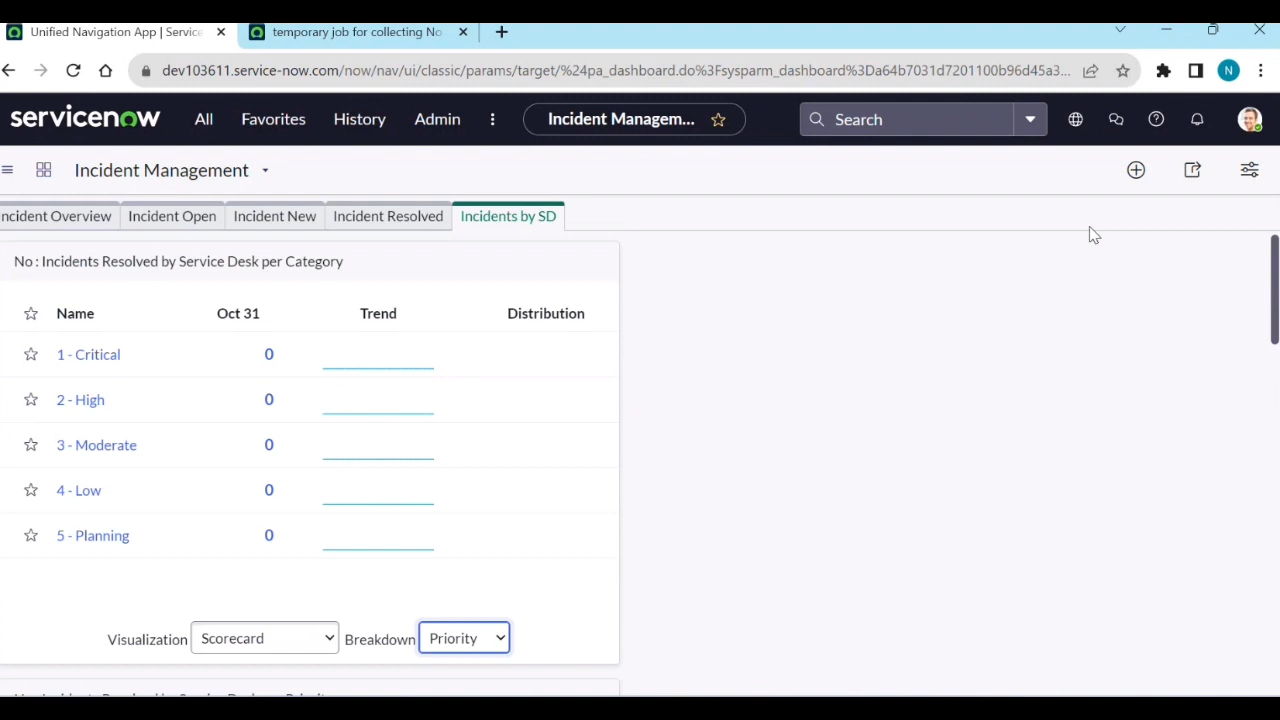 Unified Navigation App | Service
temporary job for collecting No
dev103611.service-now.com/now/nav/ui/classic/params/target/%24pa_dashboard.do%3Fsysparm_dashboard%3Da64b7031d7201100b96d45a3...
N
servicenow All Favorites History Admin Incident Managem... Search
Incident Management
ncident Overview Incident Open Incident New Incident Resolved Incidents by SD
No : Incidents Resolved by Service Desk per Category
Name Oct 31 Trend Distribution
1 - Critical 0
2 - High 0
3 - Moderate 0
4 - Low 0
5 - Planning 0
Visualization Scorecard Breakdown Priority